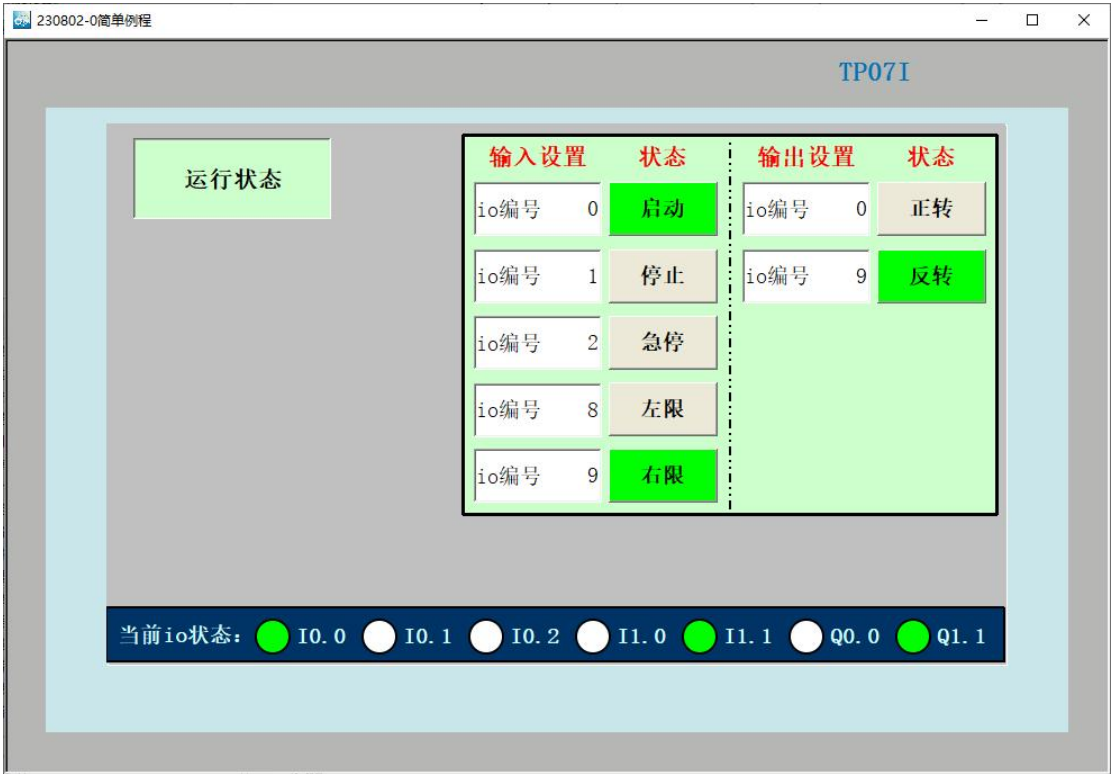 230802-0简单例程
TP07I
运行状态
输入设置 状态 输出设置 状态
io编号 0 启动 io编号 0 正转
io编号 1 停止 io编号 9 反转
io编号 2 急停
io编号 8 左限
io编号 9 右限
当前io状态: I0.0 I0.1 I0.2 I1.0 I1.1 Q0.0 Q1.1